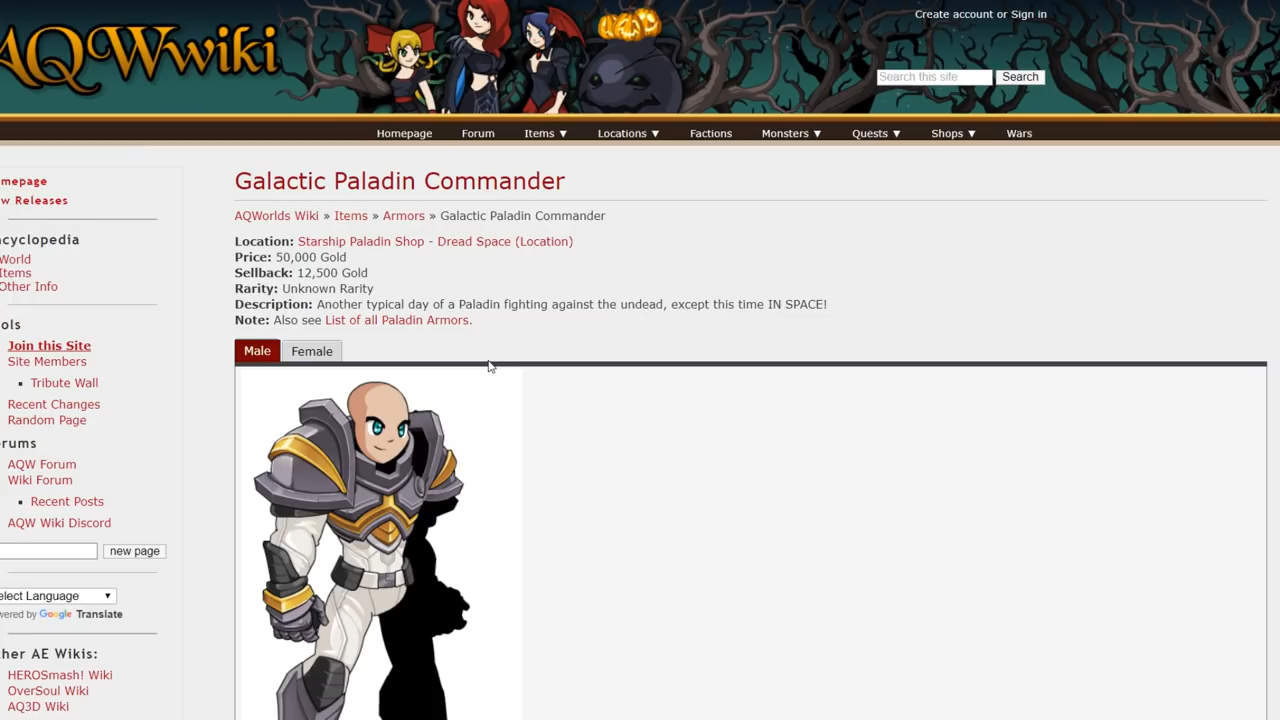 AQWwiki
Create account or Sign in
Search this site Search
Homepage Forum Items ▼ Locations ▼ Factions Monsters ▼ Quests ▼ Shops ▼ Wars
mepage
w Releases
cyclopedia
World
Items
Other Info
ols
Join this Site
Site Members
Tribute Wall
Recent Changes
Random Page
rums
AQW Forum
Wiki Forum
Recent Posts
AQW Wiki Discord
new page
elect Language ▼
wered by Google Translate
her AE Wikis:
HEROSmash! Wiki
OverSoul Wiki
AQ3D Wiki
Galactic Paladin Commander
AQWorlds Wiki » Items » Armors » Galactic Paladin Commander
Location: Starship Paladin Shop - Dread Space (Location)
Price: 50,000 Gold
Sellback: 12,500 Gold
Rarity: Unknown Rarity
Description: Another typical day of a Paladin fighting against the undead, except this time IN SPACE!
Note: Also see List of all Paladin Armors.
Male Female